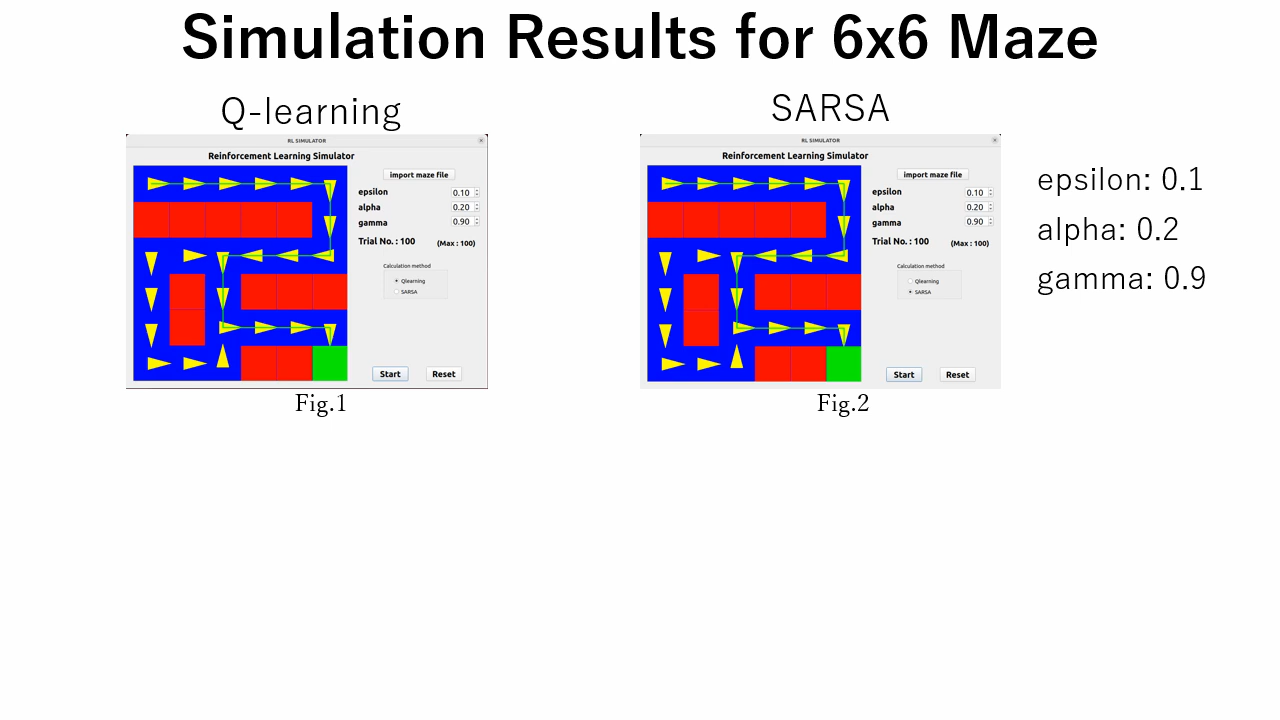 Simulation Results for 6x6 Maze
Q-learning
RL SIMULATOR
Reinforcement Learning Simulator
import maze file
epsilon 0.10
alpha 0.20
gamma 0.90
Trial No. : 100 (Max : 100)
Calculation method
Qlearning
SARSA
Start Reset
Fig.1
SARSA
RL SIMULATOR
Reinforcement Learning Simulator
import maze file
epsilon 0.10
alpha 0.20
gamma 0.90
Trial No. : 100 (Max : 100)
Calculation method
Qlearning
SARSA
Start Reset
Fig.2
epsilon: 0.1
alpha: 0.2
gamma: 0.9